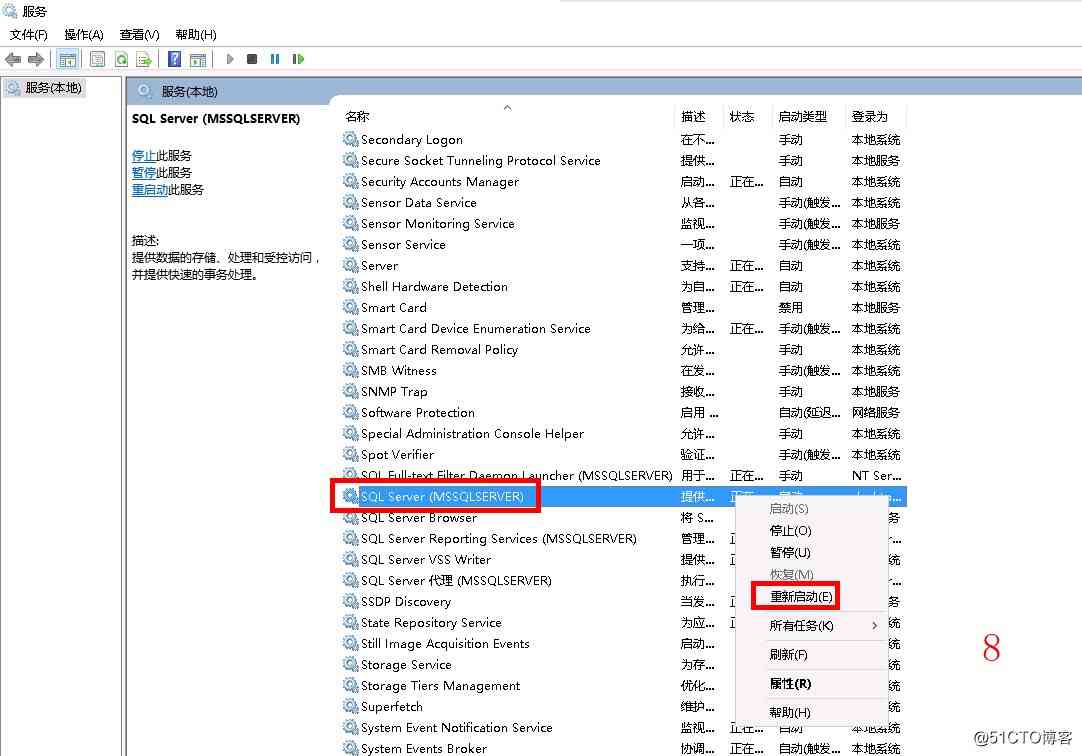 服务
文件(F) 操作(A) 查看(V) 帮助(H)
服务(本地)
服务(本地)
SQL Server (MSSQLSERVER)
停止此服务
暂停此服务
重启动此服务
描述:
提供数据的存储、处理和受控访问，
并提供快速的事务处理。
名称 描述 状态 启动类型 登录为
Secondary Logon 在不... 手动 本地系统
Secure Socket Tunneling Protocol Service 提供... 手动 本地服务
Security Accounts Manager 启动... 正在... 自动 本地系统
Sensor Data Service 从各... 手动(触发... 本地系统
Sensor Monitoring Service 监视... 手动(触发... 本地服务
Sensor Service 一项... 手动(触发... 本地系统
Server 支持... 正在... 自动 本地系统
Shell Hardware Detection 为自... 正在... 自动 本地系统
Smart Card 管理... 禁用 本地服务
Smart Card Device Enumeration Service 为给... 正在... 手动(触发... 本地系统
Smart Card Removal Policy 允许... 手动 本地系统
SMB Witness 在发... 手动(触发... 本地系统
SNMP Trap 接收... 手动 本地服务
Software Protection 启用 ... 自动(延迟... 网络服务
Special Administration Console Helper 允许... 手动 本地系统
Spot Verifier 验证... 手动(触发... 本地系统
SQL Full-text Filter Daemon Launcher (MSSQLSERVER) 用于... 正在... 手动 NT Ser...
SQL Server (MSSQLSERVER) 提供... 正在...
SQL Server Browser 将 S... 务
SQL Server Reporting Services (MSSQLSERVER) 管理... r...
SQL Server VSS Writer 提供... 统
SQL Server 代理 (MSSQLSERVER) 执行...
SSDP Discovery 当发... 务
State Repository Service 为应... 统
Still Image Acquisition Events 启动... 统
Storage Service 为存... 统
Storage Tiers Management 优化... 统
Superfetch 维护... 统
System Event Notification Service 监视... 统
System Events Broker 协调... 正在... 手动(触发... 本地系统
启动(S)
停止(O)
暂停(U)
恢复(M)
重新启动(E)
所有任务(K)
刷新(F)
属性(R)
帮助(H)
8
@51CTO博客